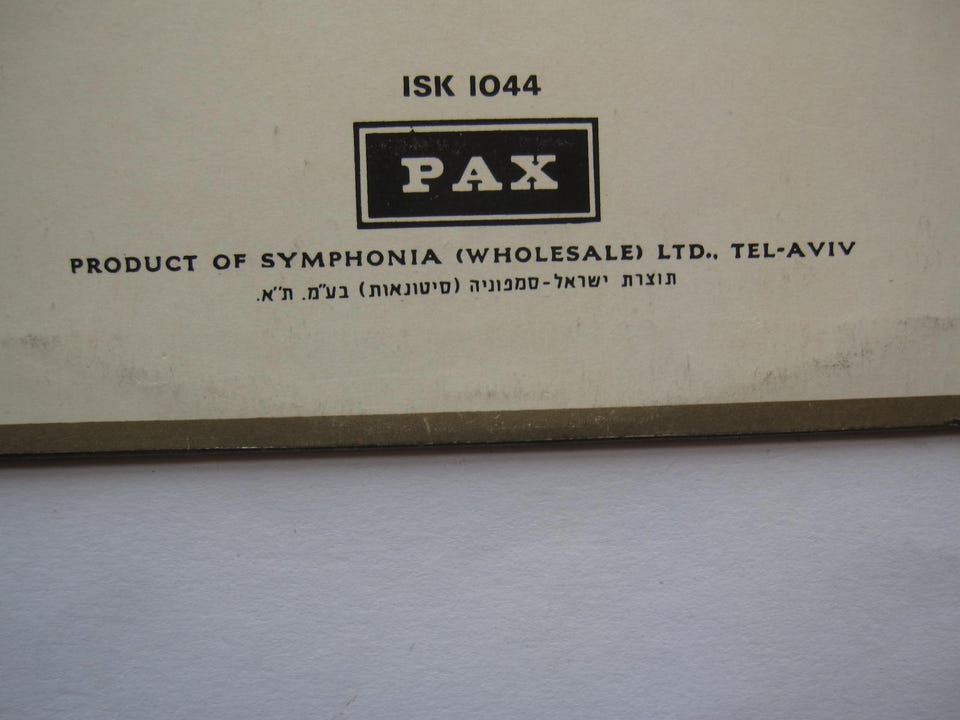 ISK 1044
PAX
PRODUCT OF SYMPHONIA (WHOLESALE) LTD., TEL-AVIV
תוצרת ישראל-סמפוניה (סיטונאות) בע״מ. ת״א.